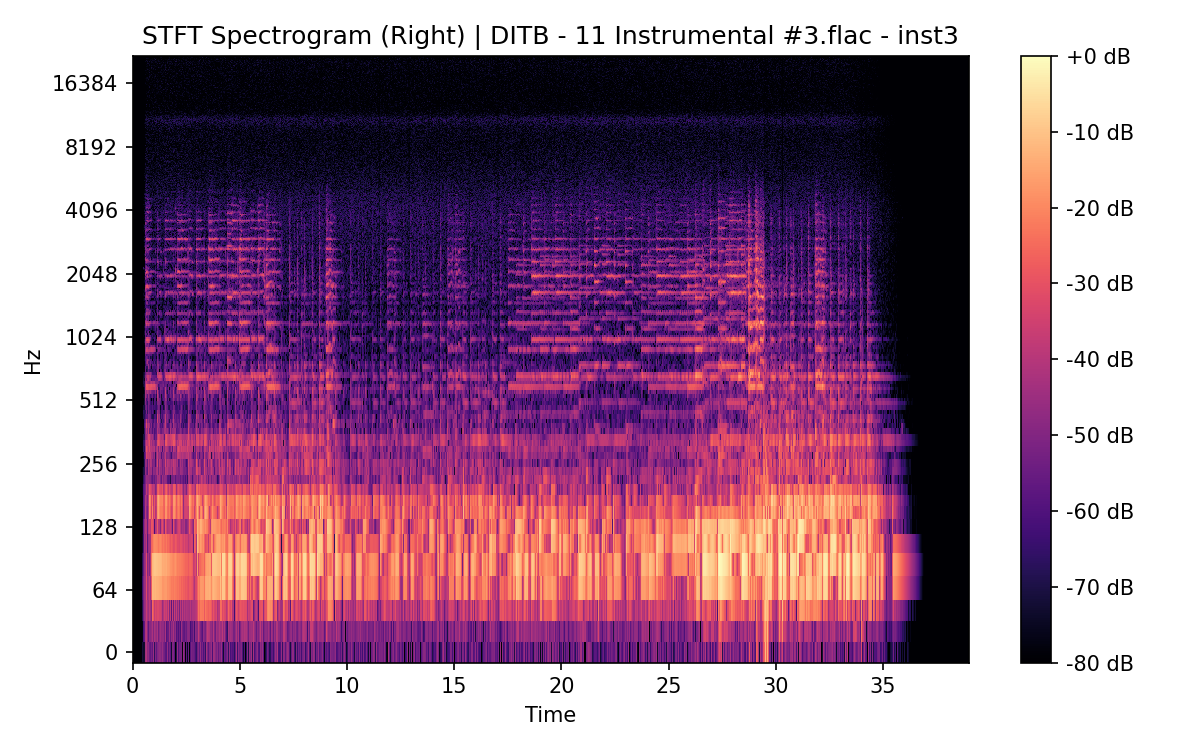 STFT Spectrogram (Right) | DITB - 11 Instrumental #3.flac - inst3
16384
8192
4096
2048
1024
512
256
128
64
0
Hz
0 5 10 15 20 25 30 35
Time
+0 dB
-10 dB
-20 dB
-30 dB
-40 dB
-50 dB
-60 dB
-70 dB
-80 dB